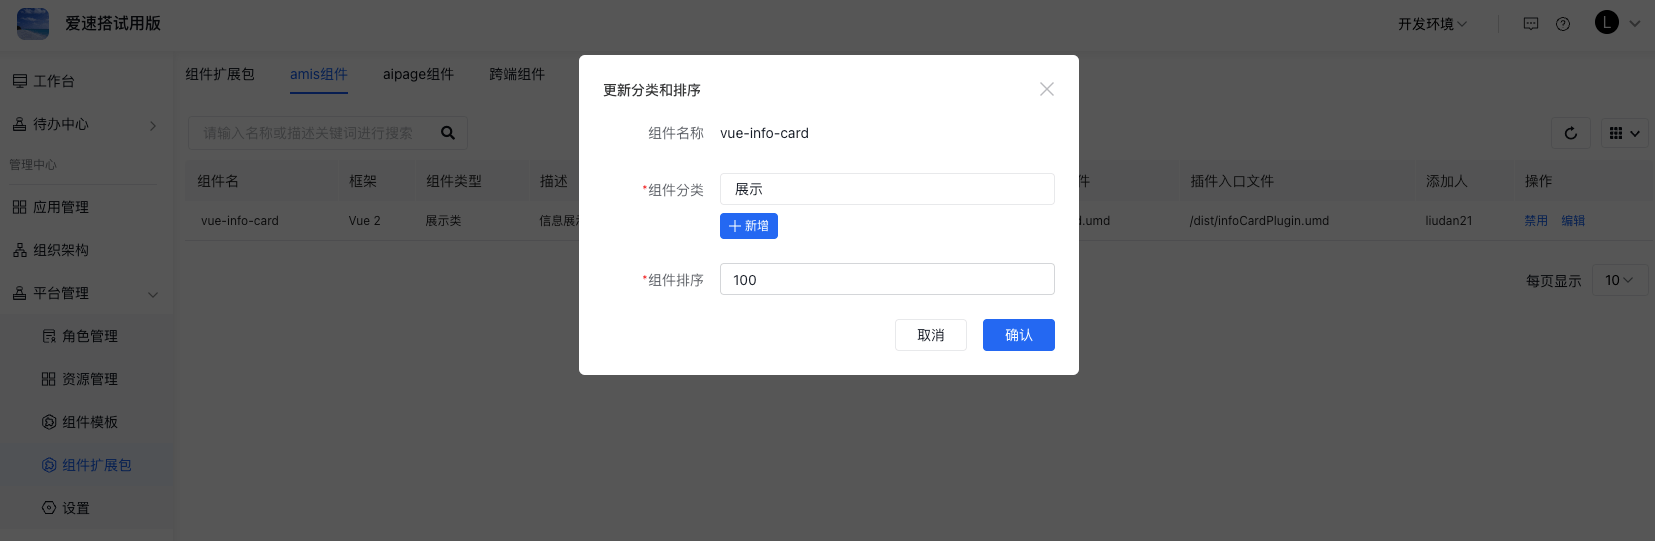 爱速搭试用版
开发环境
L
工作台
待办中心
管理中心
应用管理
组织架构
平台管理
角色管理
资源管理
组件模板
组件扩展包
设置
组件扩展包 amis组件 aipage组件 跨端组件
请输入名称或描述关键词进行搜索
组件名 框架 组件类型 描述 件 插件入口文件 添加人 操作
vue-info-card Vue 2 展示类 信息展 .umd /dist/infoCardPlugin.umd liudan21 禁用 编辑
每页显示 10
更新分类和排序
组件名称 vue-info-card
*组件分类 展示
新增
*组件排序 100
取消 确认